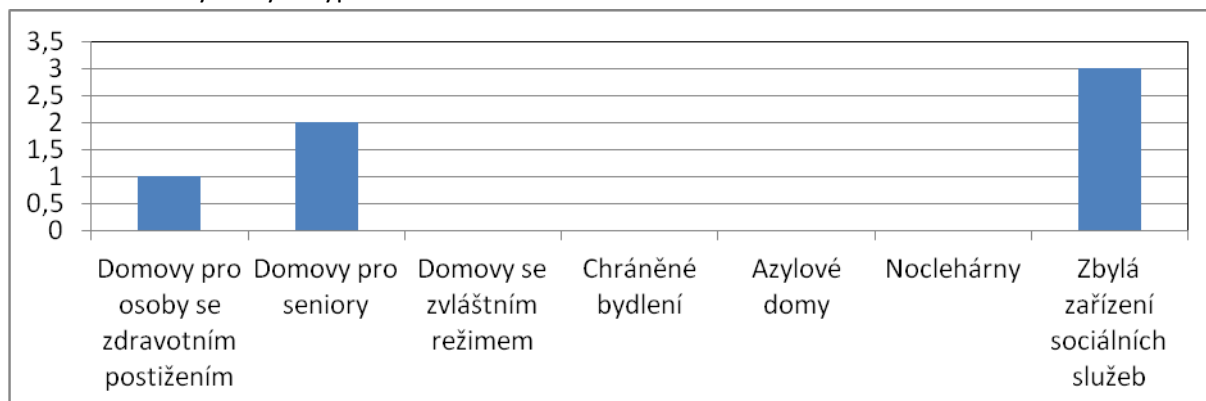 3,5
3
2,5
2
1,5
1
0,5
0
Domovy pro osoby se zdravotním postižením
Domovy pro seniory
Domovy se zvláštním režimem
Chráněné bydlení
Azylové domy
Noclehárny
Zbylá zařízení sociálních služeb